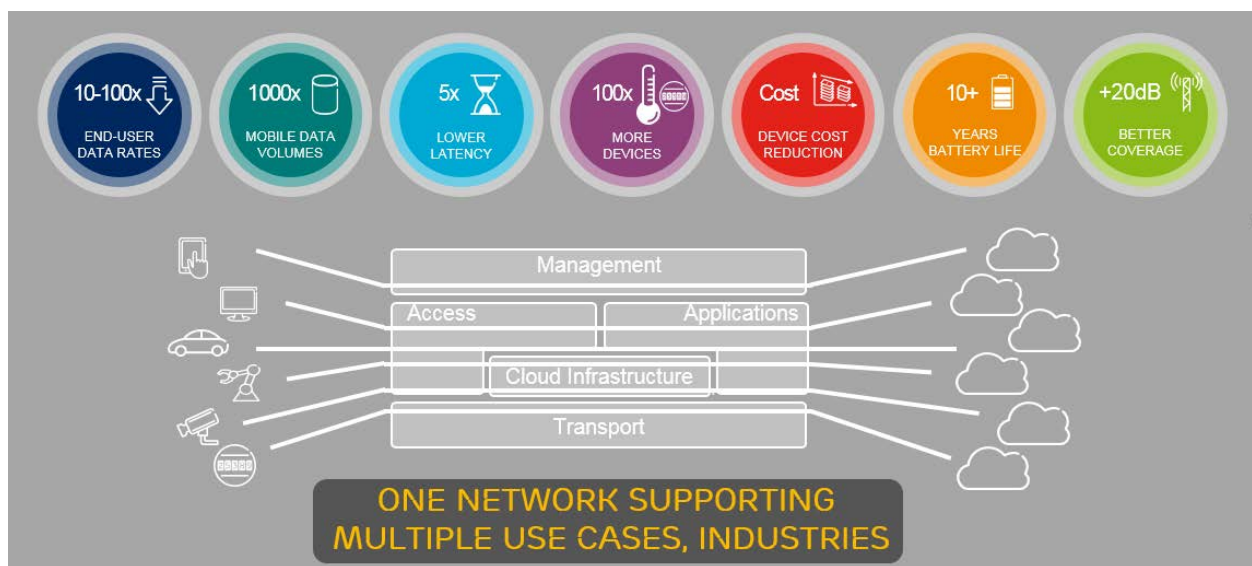 10-100x
END-USER
DATA RATES
1000x
MOBILE DATA
VOLUMES
5x
LOWER
LATENCY
100x
MORE
DEVICES
Cost
DEVICE COST
REDUCTION
10+
YEARS
BATTERY LIFE
+20dB
BETTER
COVERAGE
Management
Access
Applications
Cloud Infrastructure
Transport
ONE NETWORK SUPPORTING
MULTIPLE USE CASES, INDUSTRIES